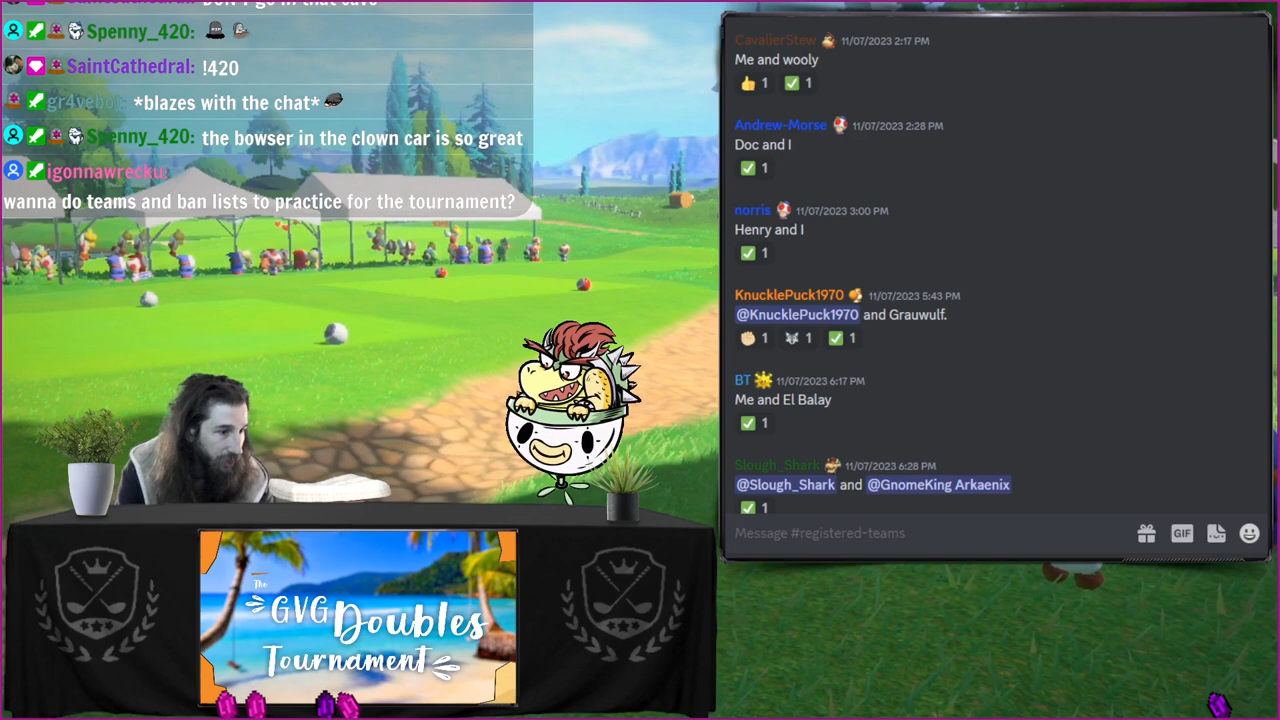 Spenny_420:
SaintCathedral: !420
*blazes with the chat*
Spenny_420: the bowser in the clown car is so great
igonnawrecku:
wanna do teams and ban lists to practice for the tournament?
The
GVG Doubles
Tournament
CavalierStew 11/07/2023 2:17 PM
Me and wooly
👍 1 ✅ 1
Andrew-Morse 11/07/2023 2:28 PM
Doc and I
✅ 1
norris 11/07/2023 3:00 PM
Henry and I
✅ 1
KnucklePuck1970 11/07/2023 5:43 PM
@KnucklePuck1970 and Grauwulf.
✊🏻 1 🐺 1 ✅ 1
BT 11/07/2023 6:17 PM
Me and El Balay
✅ 1
Slough_Shark 11/07/2023 6:28 PM
@Slough_Shark and @GnomeKing Arkaenix
✅ 1
Message #registered-teams
GIF